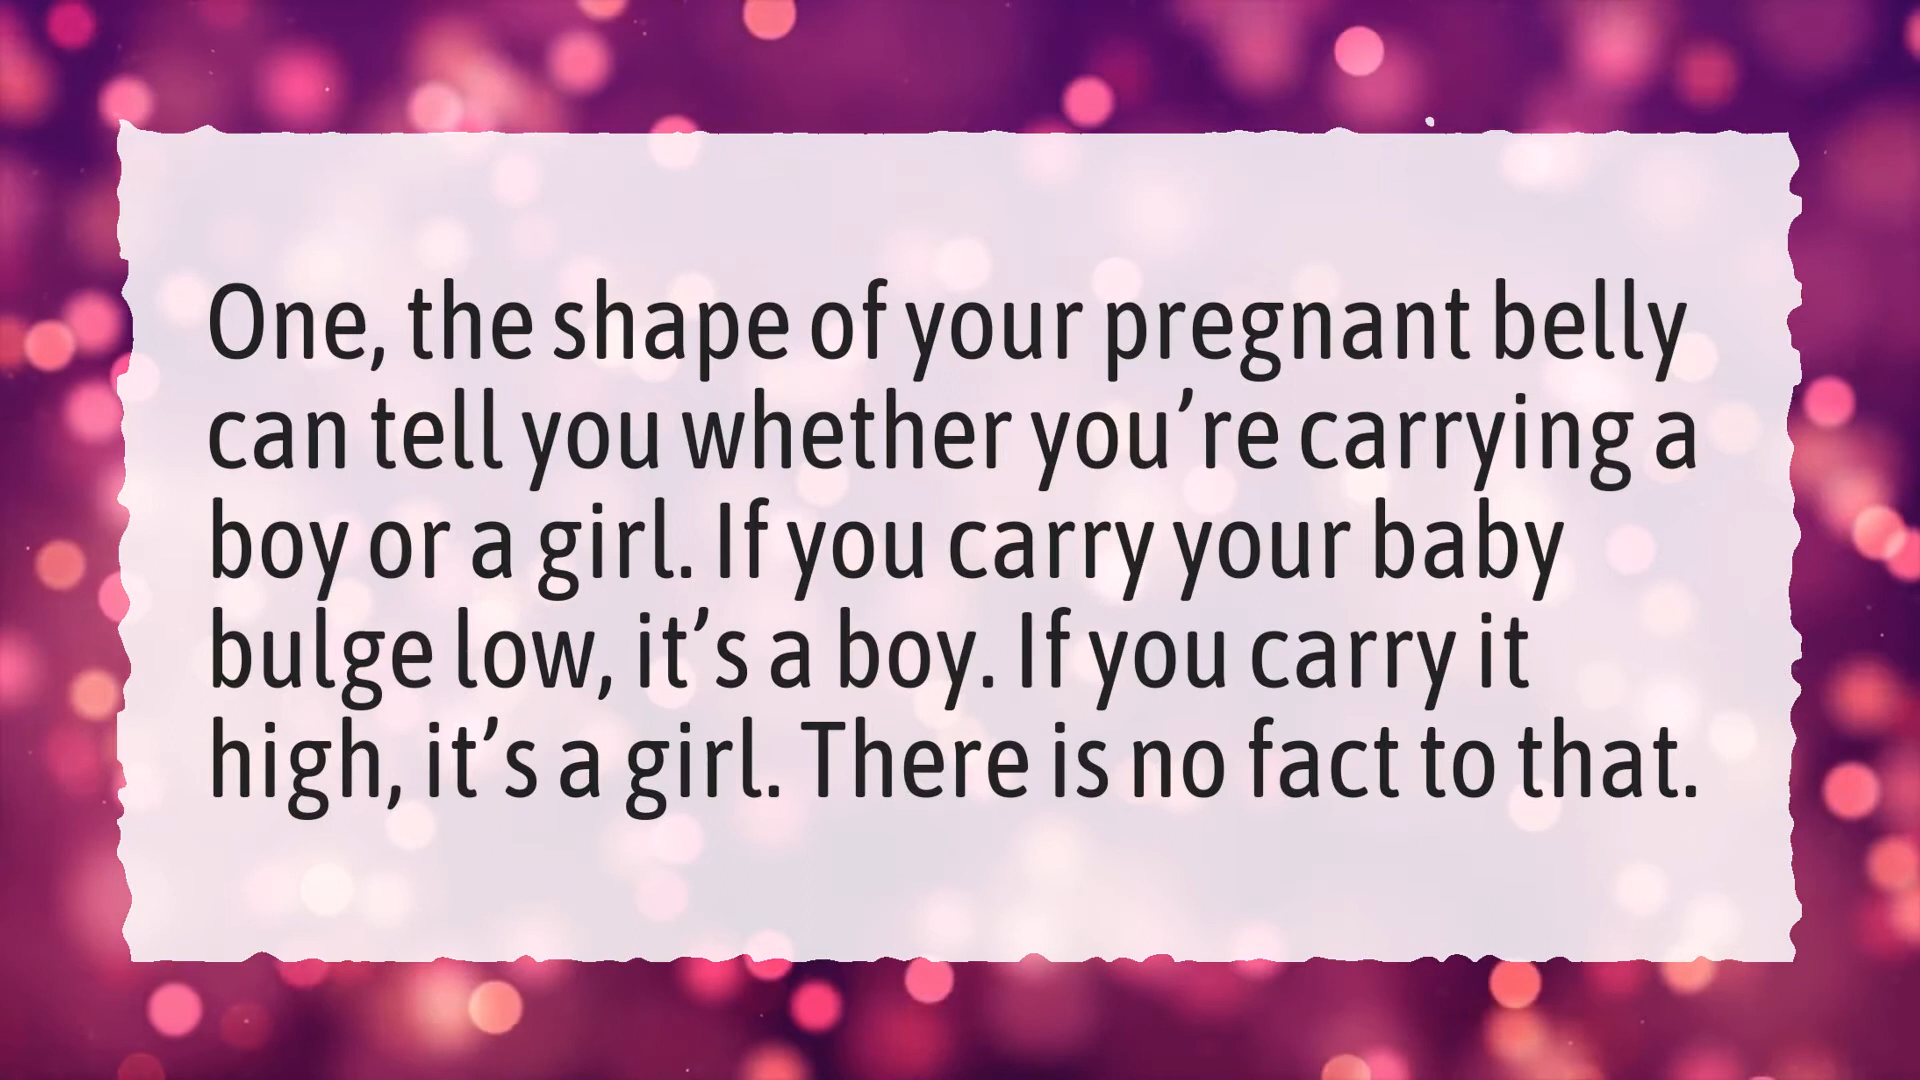 One, the shape of your pregnant belly
can tell you whether you’re carrying a
boy or a girl. If you carry your baby
bulge low, it’s a boy. If you carry it
high, it’s a girl. There is no fact to that.